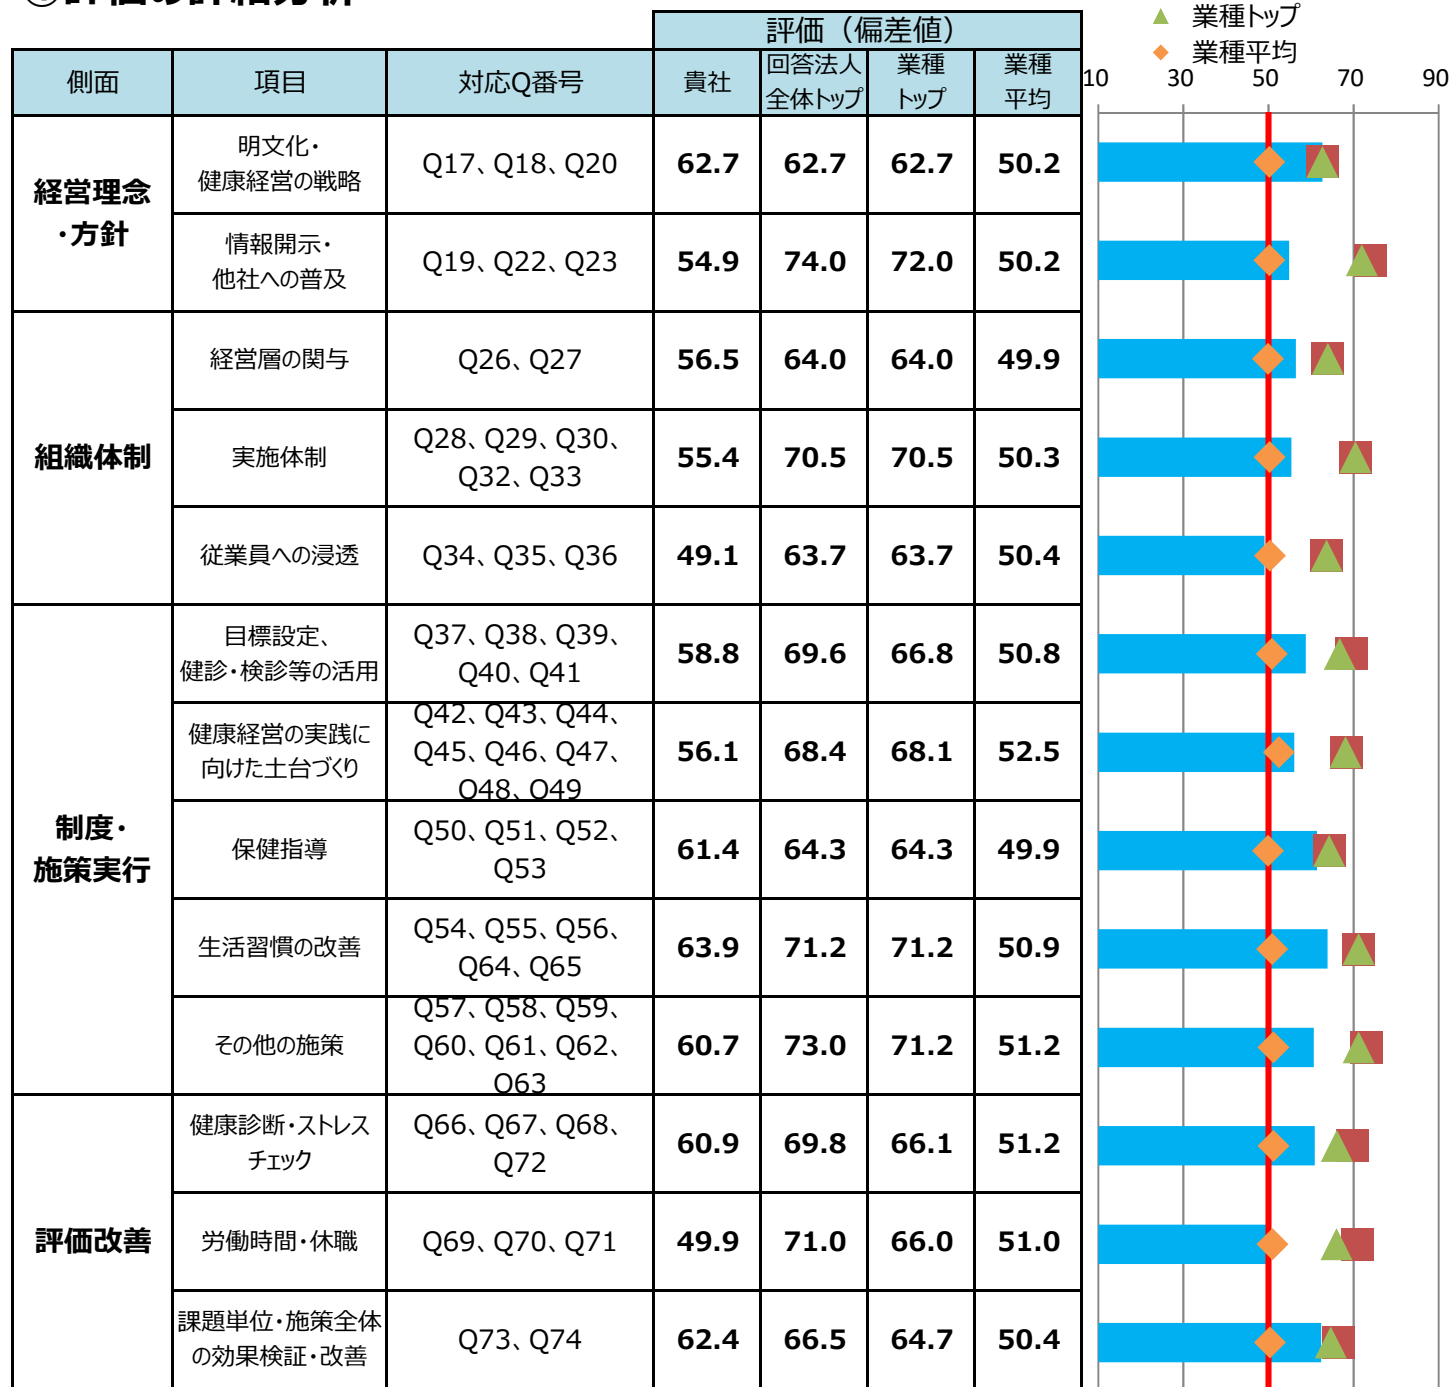 評価（偏差値）
側面 項目 対応Q番号 貴社 回答法人全体トップ 業種トップ 業種平均
▲ 業種トップ
◆ 業種平均
10 30 50 70 90
経営理念・方針
明文化・健康経営の戦略 Q17、Q18、Q20 62.7 62.7 62.7 50.2
情報開示・他社への普及 Q19、Q22、Q23 54.9 74.0 72.0 50.2
組織体制
経営層の関与 Q26、Q27 56.5 64.0 64.0 49.9
実施体制 Q28、Q29、Q30、Q32、Q33 55.4 70.5 70.5 50.3
従業員への浸透 Q34、Q35、Q36 49.1 63.7 63.7 50.4
制度・施策実行
目標設定、健診・検診等の活用 Q37、Q38、Q39、Q40、Q41 58.8 69.6 66.8 50.8
健康経営の実践に向けた土台づくり Q42、Q43、Q44、Q45、Q46、Q47、Q48、Q49 56.1 68.4 68.1 52.5
保健指導 Q50、Q51、Q52、Q53 61.4 64.3 64.3 49.9
生活習慣の改善 Q54、Q55、Q56、Q64、Q65 63.9 71.2 71.2 50.9
その他の施策 Q57、Q58、Q59、Q60、Q61、Q62、Q63 60.7 73.0 71.2 51.2
評価改善
健康診断・ストレスチェック Q66、Q67、Q68、Q72 60.9 69.8 66.1 51.2
労働時間・休職 Q69、Q70、Q71 49.9 71.0 66.0 51.0
課題単位・施策全体の効果検証・改善 Q73、Q74 62.4 66.5 64.7 50.4